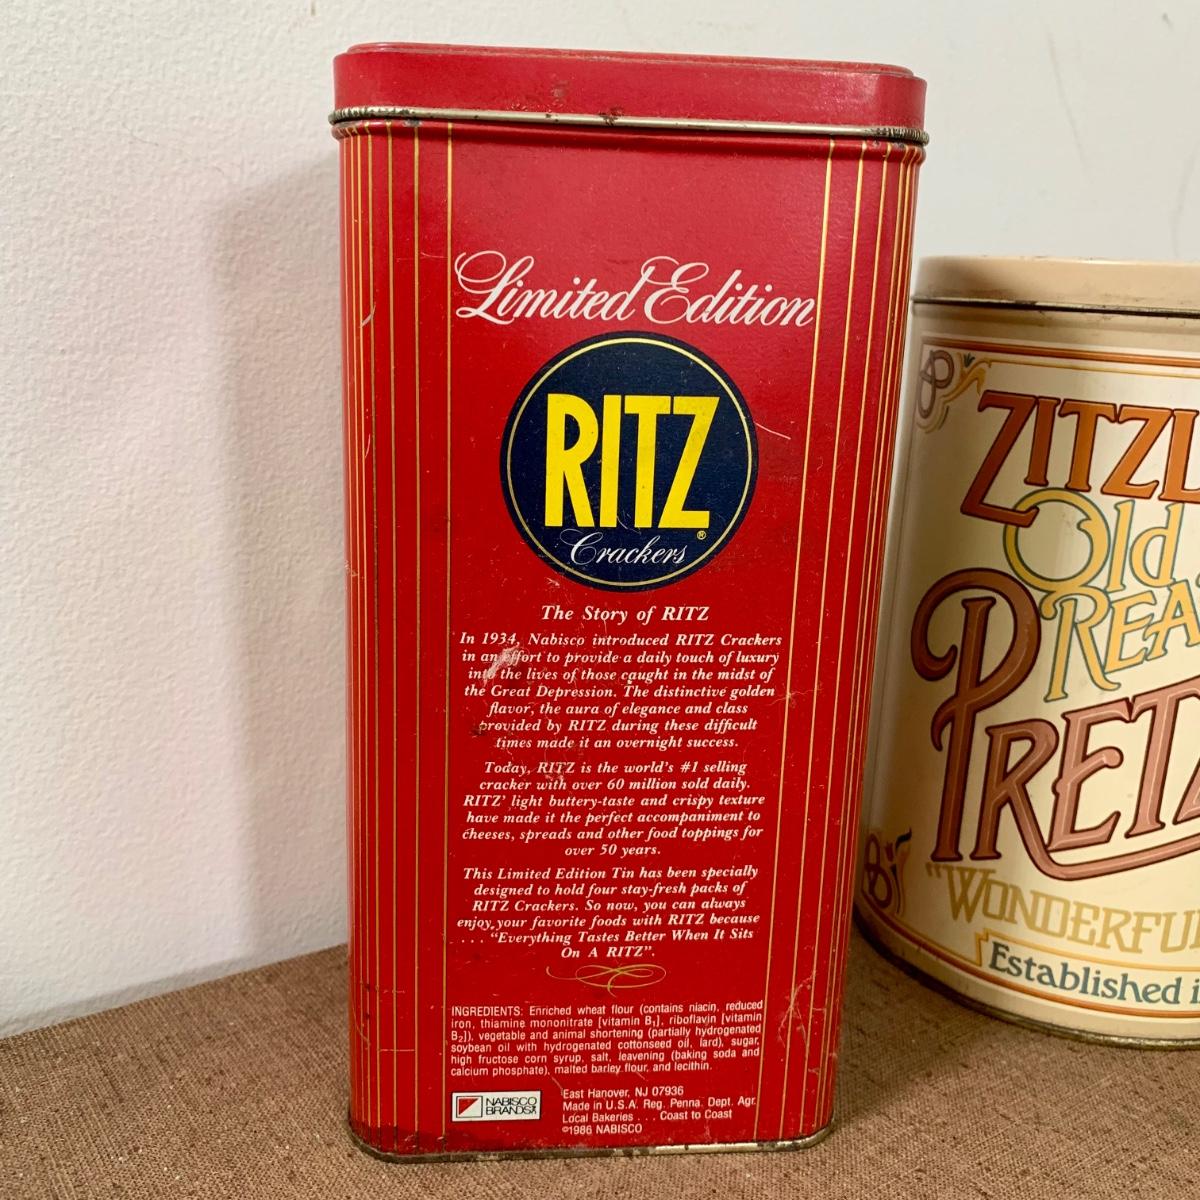 Limited Edition
RITZ®
Crackers
The Story of RITZ
In 1934, Nabisco introduced RITZ Crackers
in an effort to provide a daily touch of luxury
into the lives of those caught in the midst of
the Great Depression. The distinctive golden
flavor, the aura of elegance and class
provided by RITZ during these difficult
times made it an overnight success.
Today, RITZ is the world's #1 selling
cracker with over 60 million sold daily.
RITZ' light buttery-taste and crispy texture
have made it the perfect accompaniment to
cheeses, spreads and other food toppings for
over 50 years.
This Limited Edition Tin has been specially
designed to hold four stay-fresh packs of
RITZ Crackers. So now, you can always
enjoy your favorite foods with RITZ because
. . . "Everything Tastes Better When It Sits
On A RITZ".
INGREDIENTS: Enriched wheat flour (contains niacin, reduced
iron, thiamine mononitrate [vitamin B₁], riboflavin [vitamin
B₂]), vegetable and animal shortening (partially hydrogenated
soybean oil with hydrogenated cottonseed oil, lard), sugar,
high fructose corn syrup, salt, leavening (baking soda and
calcium phosphate), malted barley flour, and lecithin.
NABISCO
BRANDS
East Hanover, NJ 07936
Made in U.S.A. Reg. Penna. Dept. Agr.
Local Bakeries . . . Coast to Coast
©1986 NABISCO
ZITZL
Old
REA
PRETZ
"WONDERFU
Established i